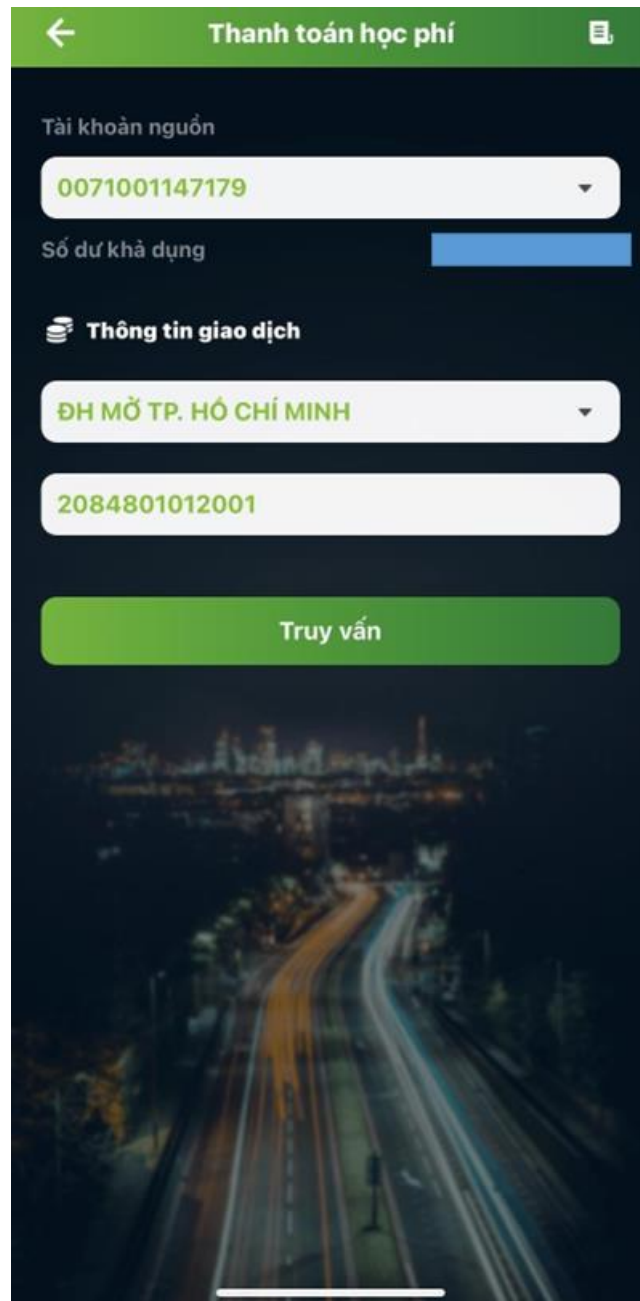 Thanh toán học phí
Tài khoản nguồn
0071001147179
Số dư khả dụng
Thông tin giao dịch
ĐH MỞ TP. HỒ CHÍ MINH
2084801012001
Truy vấn